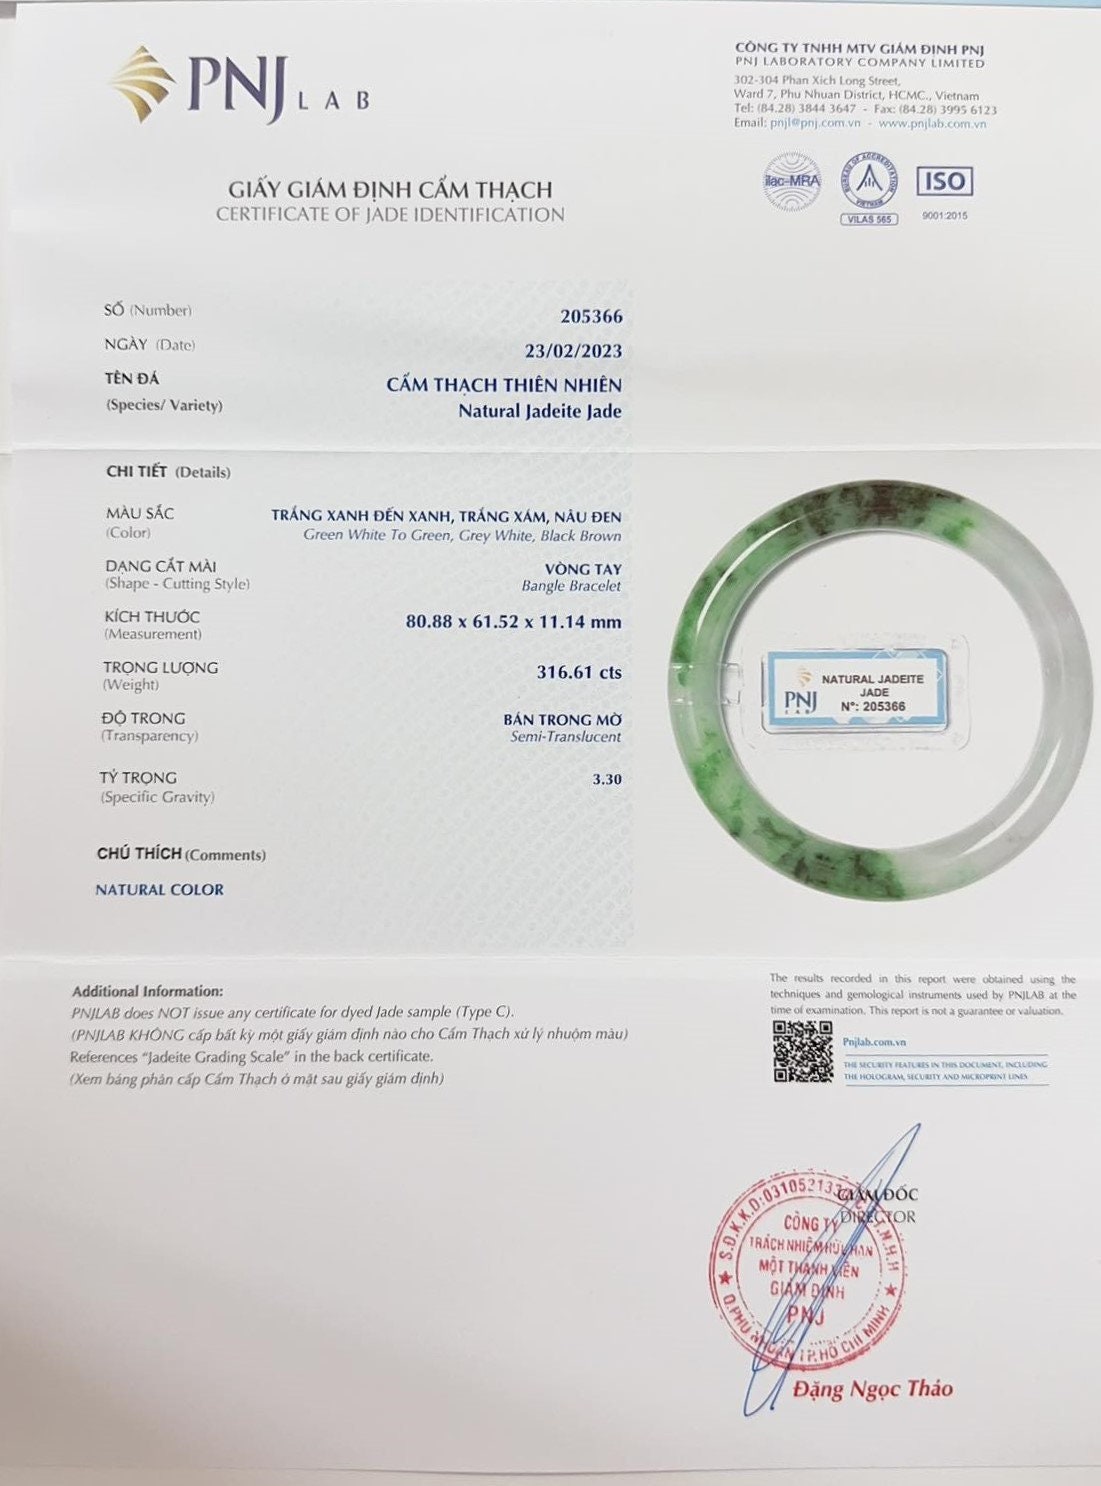 PNJ LAB
CÔNG TY TNHH MTV GIÁM ĐỊNH PNJ
PNJ LABORATORY COMPANY LIMITED
302-304 Phan Xich Long Street,
Ward 7, Phu Nhuan District, HCMC., Vietnam
Tel: (84.28) 3844 3647 - Fax: (84.28) 3995 6123
Email: pnjl@pnj.com.vn - www.pnjlab.com.vn
ilac-MRA
BUREAU OF ACCREDITATION
VIETNAM
VILAS 565
ISO
9001:2015
GIẤY GIÁM ĐỊNH CẨM THẠCH
CERTIFICATE OF JADE IDENTIFICATION
SỐ (Number) 205366
NGÀY (Date) 23/02/2023
TÊN ĐÁ CẨM THẠCH THIÊN NHIÊN
(Species/ Variety) Natural Jadeite Jade
CHI TIẾT (Details)
MÀU SẮC TRẮNG XANH ĐẾN XANH, TRẮNG XÁM, NÂU ĐEN
(Color) Green White To Green, Grey White, Black Brown
DẠNG CẮT MÀI VÒNG TAY
(Shape - Cutting Style) Bangle Bracelet
KÍCH THƯỚC 80.88 x 61.52 x 11.14 mm
(Measurement)
TRỌNG LƯỢNG 316.61 cts
(Weight)
ĐỘ TRONG BÁN TRONG MỜ
(Transparency) Semi-Translucent
TỶ TRỌNG 3.30
(Specific Gravity)
CHÚ THÍCH (Comments)
NATURAL COLOR
PNJ LAB
NATURAL JADEITE
JADE
N°: 205366
Additional Information:
PNJLAB does NOT issue any certificate for dyed Jade sample (Type C).
(PNJLAB KHÔNG cấp bất kỳ một giấy giám định nào cho Cẩm Thạch xử lý nhuộm màu)
References "Jadeite Grading Scale" in the back certificate.
(Xem bảng phân cấp Cẩm Thạch ở mặt sau giấy giám định)
The results recorded in this report were obtained using the
techniques and gemological instruments used by PNJLAB at the
time of examination. This report is not a guarantee or valuation.
Pnjlab.com.vn
THE SECURITY FEATURES IN THIS DOCUMENT, INCLUDING
THE HOLOGRAM, SECURITY AND MICROPRINT LINES
GIÁM ĐỐC
DIRECTOR
CÔNG TY
TRÁCH NHIỆM HỮU HẠN
MỘT THÀNH VIÊN
GIÁM ĐỊNH
PNJ
Q.PHÚ NHUẬN TP.HỒ CHÍ MINH
Đặng Ngọc Thảo